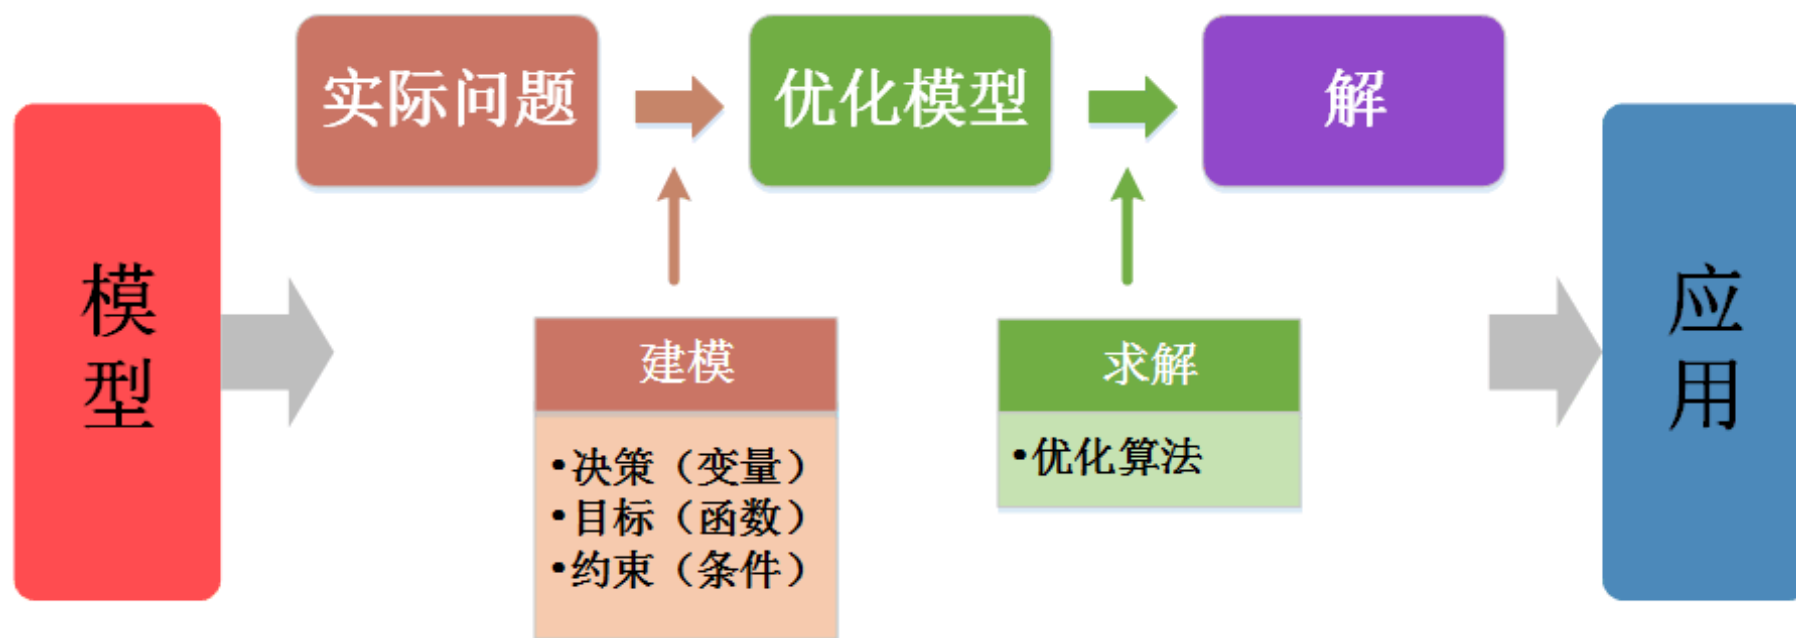 模型
实际问题
优化模型
解
建模
•决策（变量）
•目标（函数）
•约束（条件）
求解
•优化算法
应用